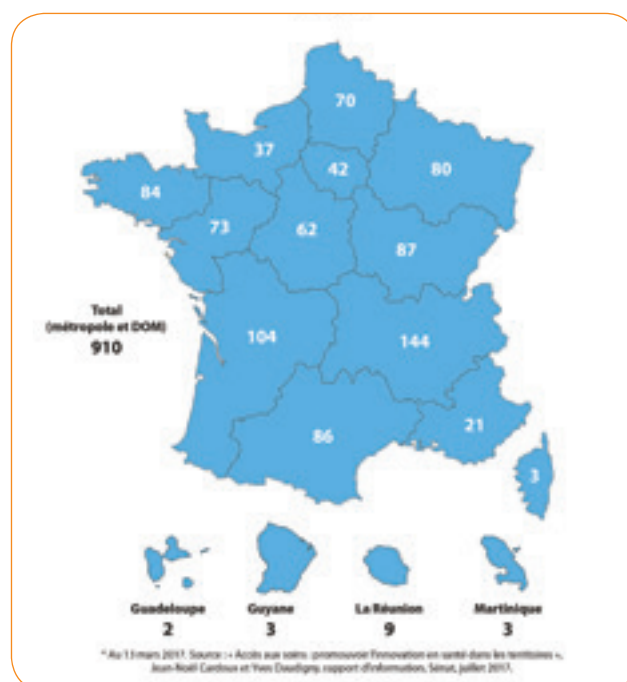 70
37
42
80
84
73
62
87
Total
(métropole et DOM)
910
104
144
86
21
3
Guadeloupe
2
Guyane
3
La Réunion
9
Martinique
3
* Au 13 mars 2017. Source : « Accès aux soins : promouvoir l'innovation en santé dans les territoires »,
Jean-Noël Cardoux et Yves Daudigny, rapport d'information, Sénat, juillet 2017.